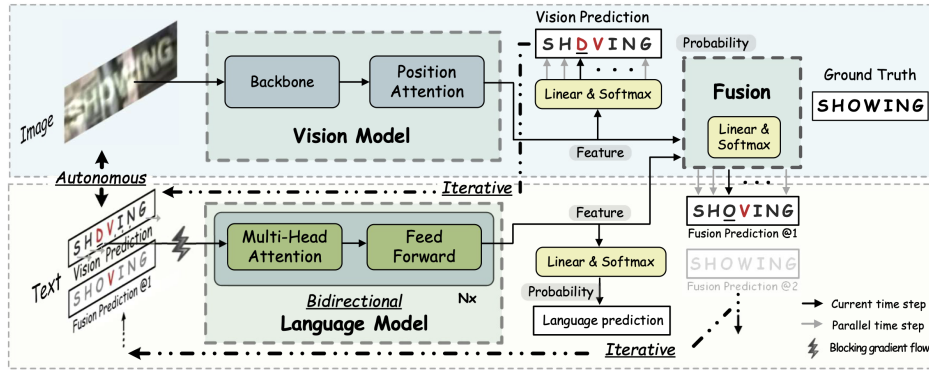 Vision Prediction
SHDVING
Probability
Ground Truth
SHOWING
Image
SHOWING
Backbone
Position
Attention
Vision Model
Linear & Softmax
Feature
Fusion
Linear &
Softmax
Autonomous
Iterative
SHOVING
Fusion Prediction @1
SHOWING
Fusion Prediction @2
Text
SHDVING
Vision Prediction
SHOVING
Fusion Prediction @1
Multi-Head
Attention
Feed
Forward
Nx
Bidirectional
Language Model
Feature
Linear & Softmax
Probability
Language prediction
Iterative
Current time step
Parallel time step
Blocking gradient flow